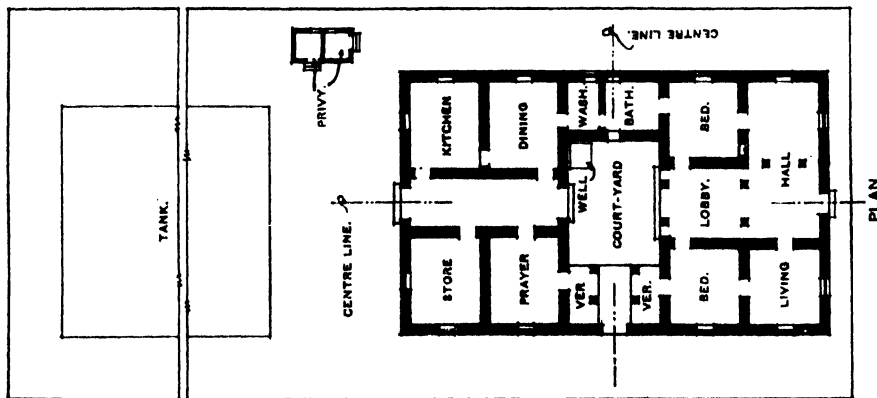 CENTRE LINE.
PRIVY.
KITCHEN
DINING
WASH.
BATH.
BED.
HALL
TANK.
CENTRE LINE.
WELL
COURT-YARD
LOBBY.
PLAN
STORE
PRAYER
VER
VER.
BED.
LIVING